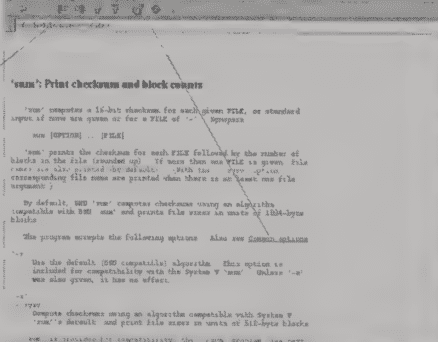 'sum': Print checksum and block counts
'sum' computes a 16-bit checksum for each given FILE, or standard
input if none are given or for a FILE of '-' Synopsis
sum [OPTION] .. [FILE]
'sum' prints the checksum for each FILE followed by the number of
blocks in the file (rounded up) If more than one FILE is given file
names are also printed (by default) With the option
corresponding file name are printed when there is at least one file
argument )
By default, GNU 'sum' computes checksums using an algorithm
compatible with BSD 'sum' and prints file sizes in units of 1024-byte
blocks
The program accepts the following options Also see Common options
'-r'
Use the default (BSD compatible) algorithm This option is
included for compatibility with the System V 'sum' Unless '-s'
was also given, it has no effect.
'-s'
Compute checksums using an algorithm compatible with System V
'sum''s default and print file sizes in units of 512-byte blocks